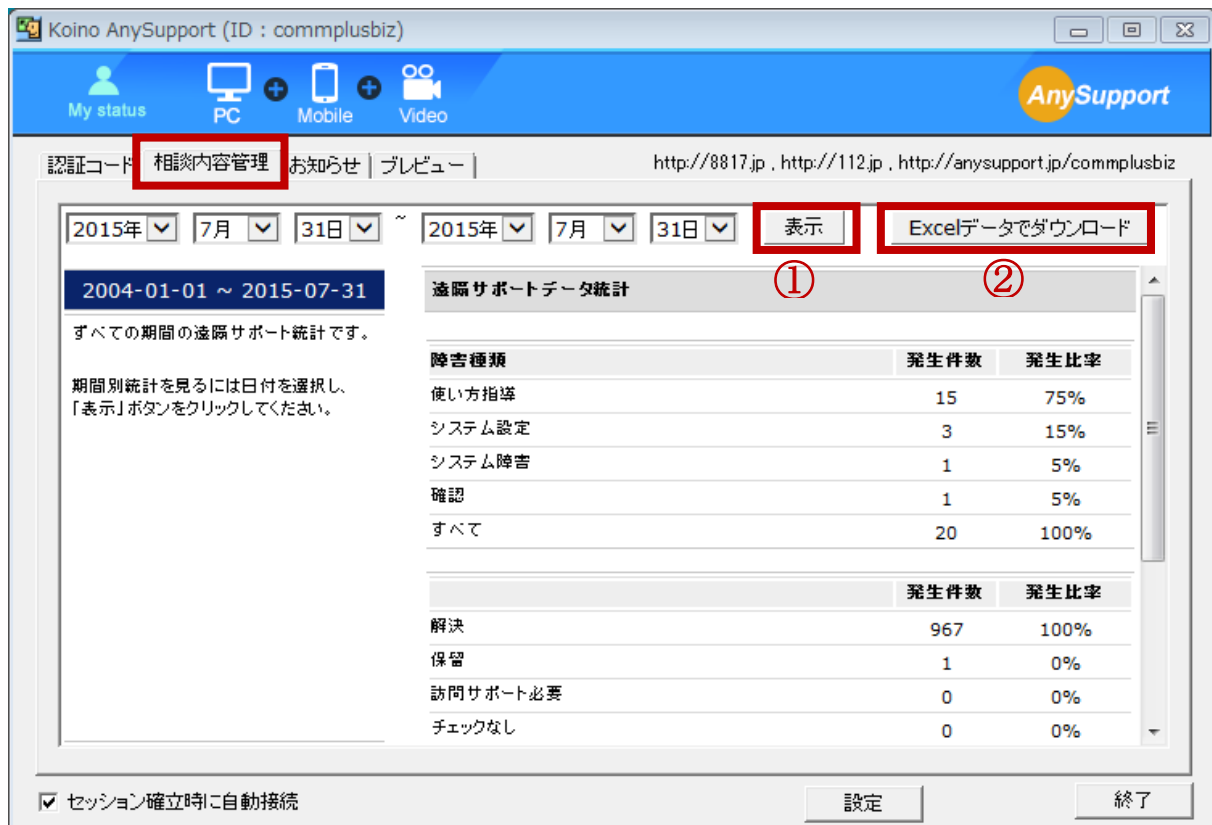 Koino AnySupport (ID : commplusbiz)
My status PC Mobile Video AnySupport
認証コード 相談内容管理 お知らせ プレビュー http://8817.jp , http://112.jp , http://anysupport.jp/commplusbiz
2015年 7月 31日 ~ 2015年 7月 31日 表示 Excelデータでダウンロード
① ②
2004-01-01 ~ 2015-07-31
すべての期間の遠隔サポート統計です。
期間別統計を見るには日付を選択し、
「表示」ボタンをクリックしてください。
遠隔サポートデータ統計
障害種類 発生件数 発生比率
使い方指導 15 75%
システム設定 3 15%
システム障害 1 5%
確認 1 5%
すべて 20 100%
発生件数 発生比率
解決 967 100%
保留 1 0%
訪問サポート必要 0 0%
チェックなし 0 0%
セッション確立時に自動接続 設定 終了